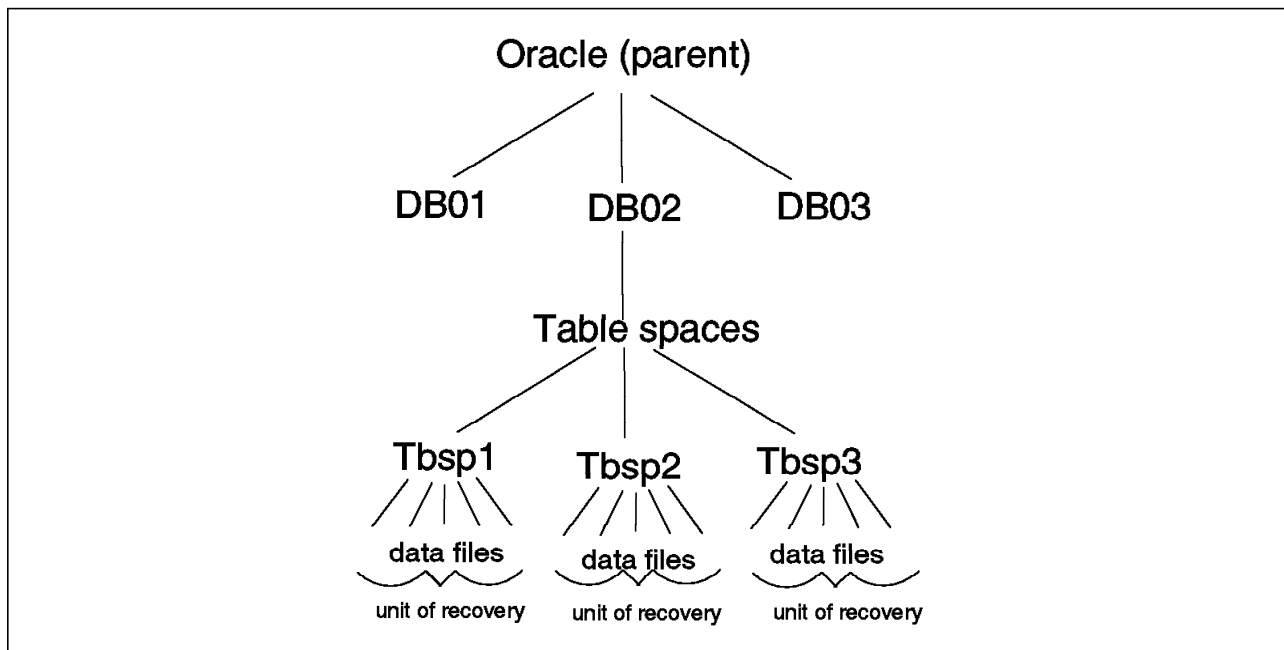 Oracle (parent)
DB01 DB02 DB03
Table spaces
Tbsp1 Tbsp2 Tbsp3
data files data files data files
unit of recovery unit of recovery unit of recovery